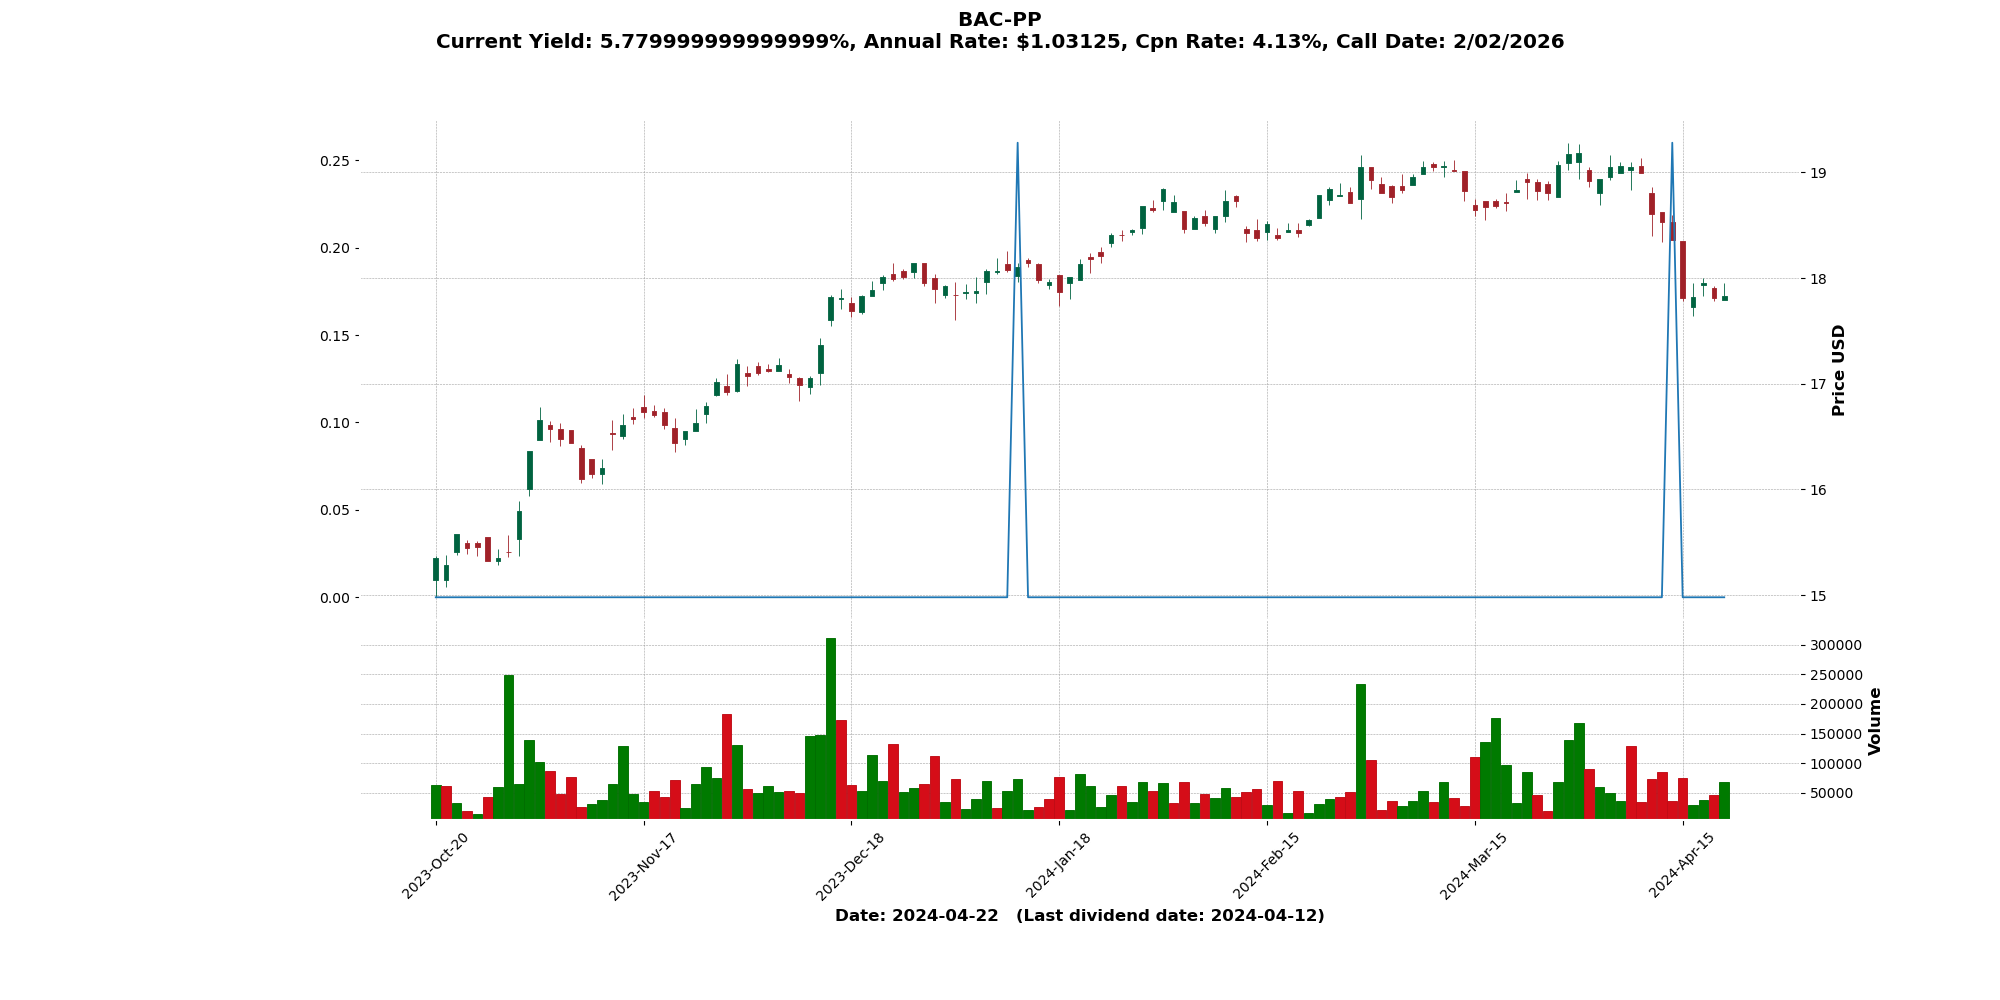 BAC-PP
Current Yield: 5.779999999999999%, Annual Rate: $1.03125, Cpn Rate: 4.13%, Call Date: 2/02/2026
0.25
0.20
0.15
0.10
0.05
0.00
19
18
17
16
15
Price USD
300000
250000
200000
150000
100000
50000
Volume
2023-Oct-20
2023-Nov-17
2023-Dec-18
2024-Jan-18
2024-Feb-15
2024-Mar-15
2024-Apr-15
Date: 2024-04-22   (Last dividend date: 2024-04-12)